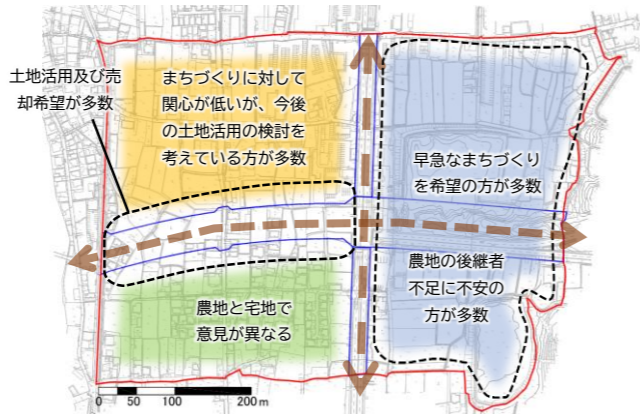 土地活用及び売
却希望が多数
まちづくりに対して
関心が低いが、今後
の土地活用の検討を
考えている方が多数
早急なまちづくり
を希望の方が多数
農地の後継者
不足に不安の
方が多数
農地と宅地で
意見が異なる
0 50 100 200 m